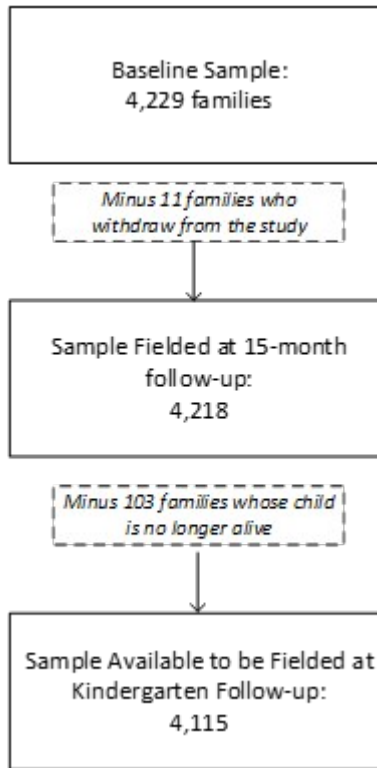 Baseline Sample:
4,229 families
Minus 11 families who
withdraw from the study
Sample Fielded at 15-month
follow-up:
4,218
Minus 103 families whose child
is no longer alive
Sample Available to be Fielded at
Kindergarten Follow-up:
4,115